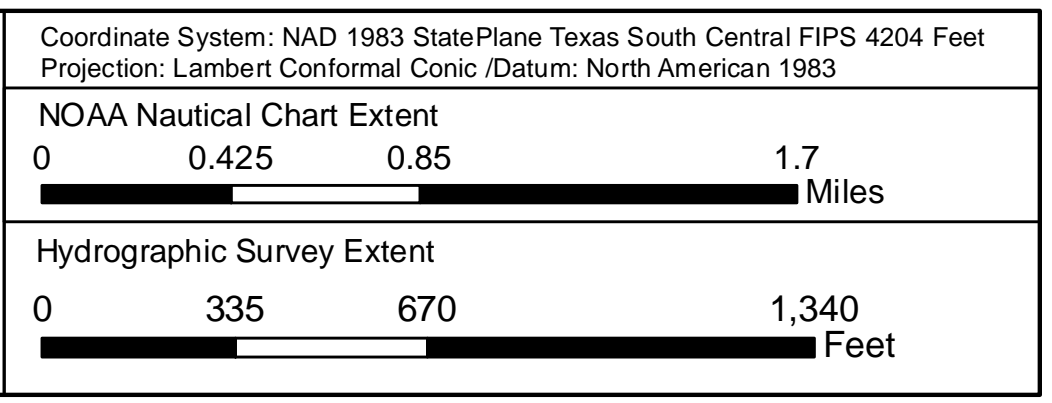 Coordinate System: NAD 1983 StatePlane Texas South Central FIPS 4204 Feet
Projection: Lambert Conformal Conic /Datum: North American 1983
NOAA Nautical Chart Extent
0 0.425 0.85 1.7
Miles
Hydrographic Survey Extent
0 335 670 1,340
Feet